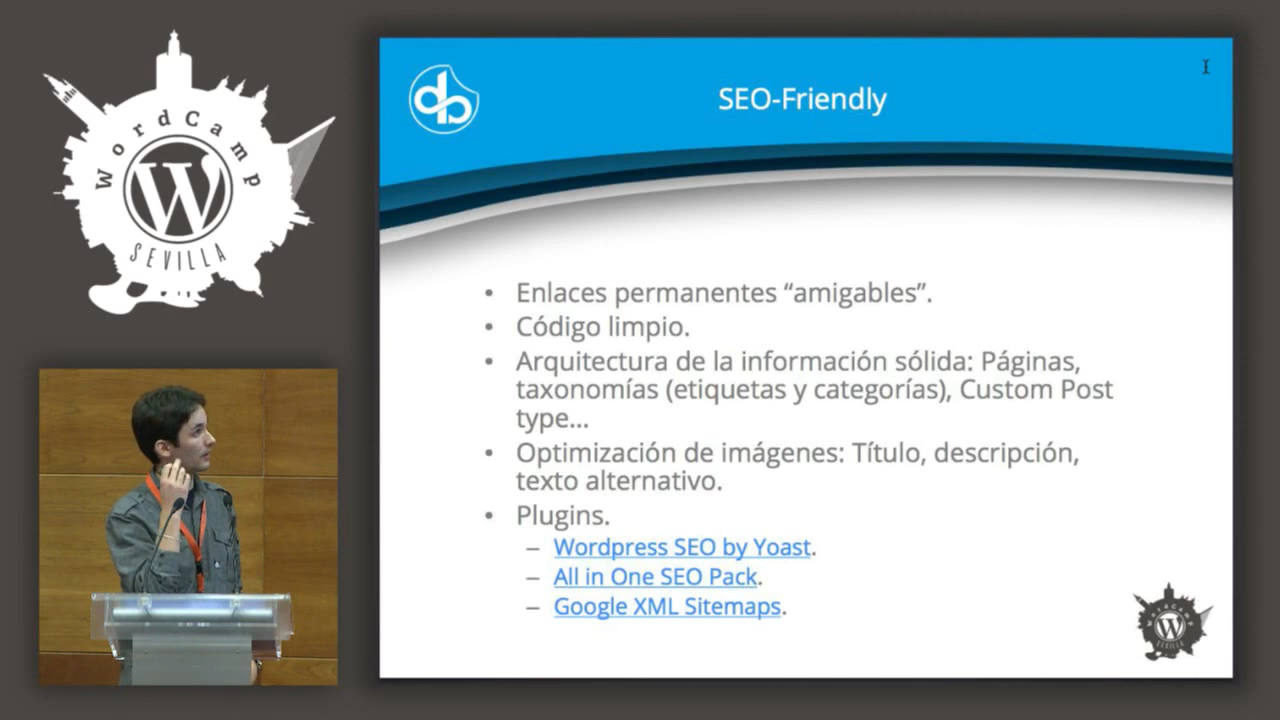 WordCamp
SEVILLA
SEO-Friendly
• Enlaces permanentes “amigables”.
• Código limpio.
• Arquitectura de la información sólida: Páginas,
taxonomías (etiquetas y categorías), Custom Post
type...
• Optimización de imágenes: Título, descripción,
texto alternativo.
• Plugins.
– Wordpress SEO by Yoast.
– All in One SEO Pack.
– Google XML Sitemaps.
WordCamp
SEVILLA